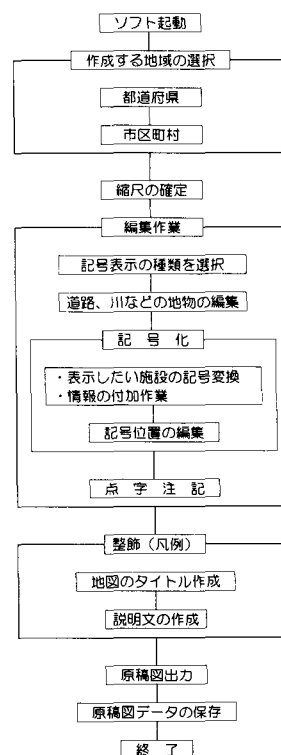 ソフト起動
作成する地域の選択
都道府県
市区町村
縮尺の確定
編集作業
記号表示の種類を選択
道路、川などの地物の編集
記号化
・表示したい施設の記号変換
・情報の付加作業
記号位置の編集
点字注記
整飾（凡例）
地図のタイトル作成
説明文の作成
原稿図出力
原稿図データの保存
終了